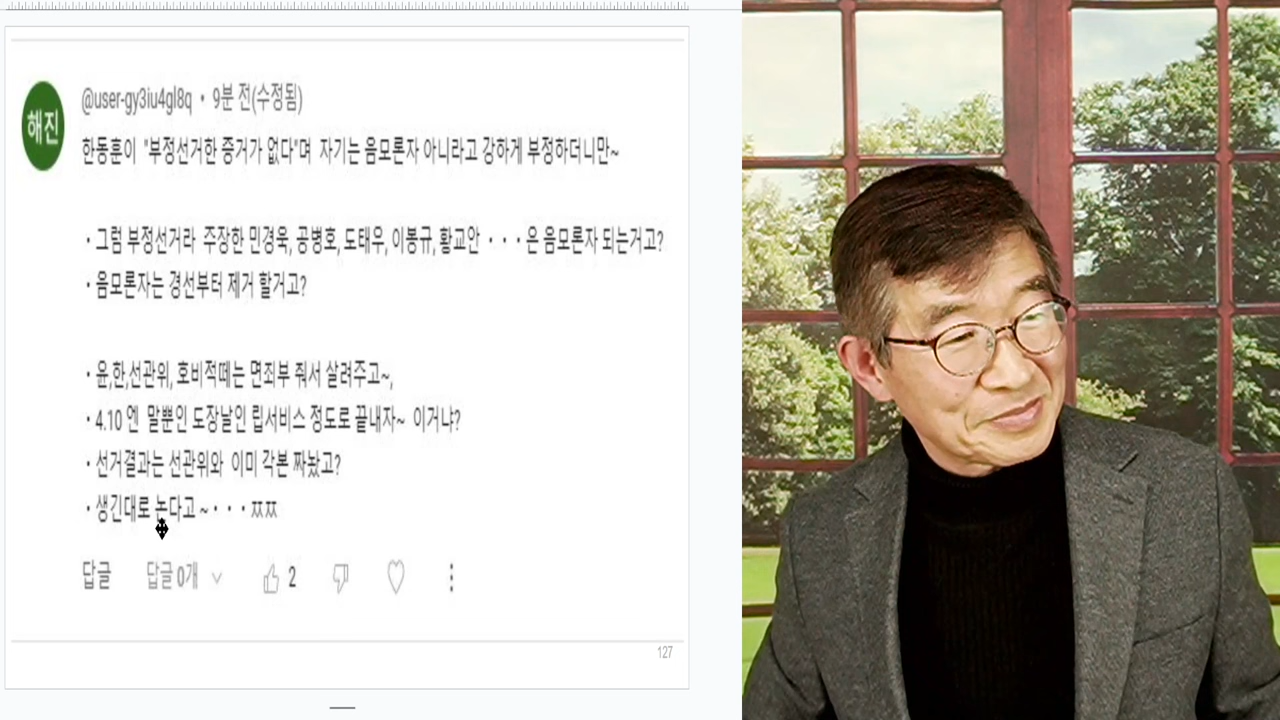 해진
@user-gy3iu4gl8q • 9분 전(수정됨)
한동훈이 "부정선거한 증거가 없다"며 자기는 음모론자 아니라고 강하게 부정하더니만~
· 그럼 부정선거라 주장한 민경욱, 공병호, 도태우, 이봉규, 황교안 · · · 은 음모론자 되는거고?
· 음모론자는 경선부터 제거 할거고?
· 윤,한,선관위, 호비적떼는 면죄부 줘서 살려주고~,
· 4.10 엔 말뿐인 도장날인 립서비스 정도로 끝내자~ 이거냐?
· 선거결과는 선관위와 이미 각본 짜놨고?
· 생긴대로 논다고 ~ · · · ㅉㅉ
답글 답글 0개 2
127